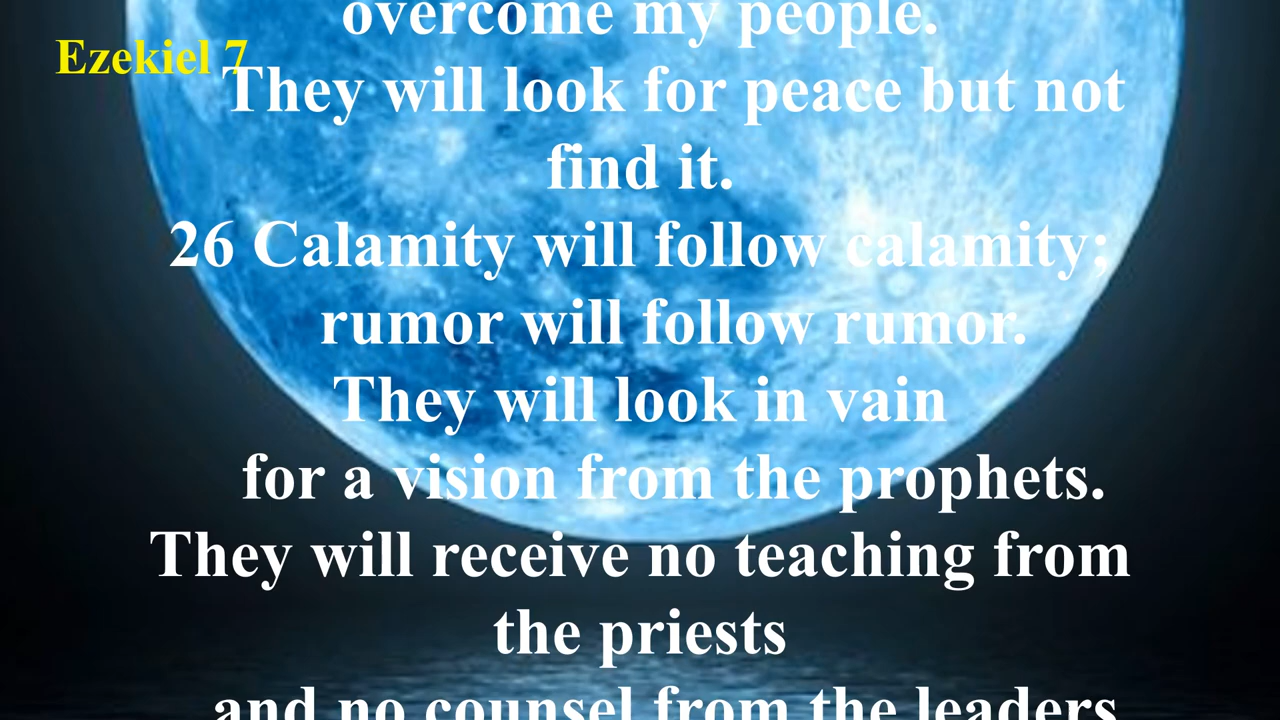 overcome my people.
Ezekiel 7
They will look for peace but not
find it.
26 Calamity will follow calamity;
rumor will follow rumor.
They will look in vain
for a vision from the prophets.
They will receive no teaching from
the priests
and no counsel from the leaders